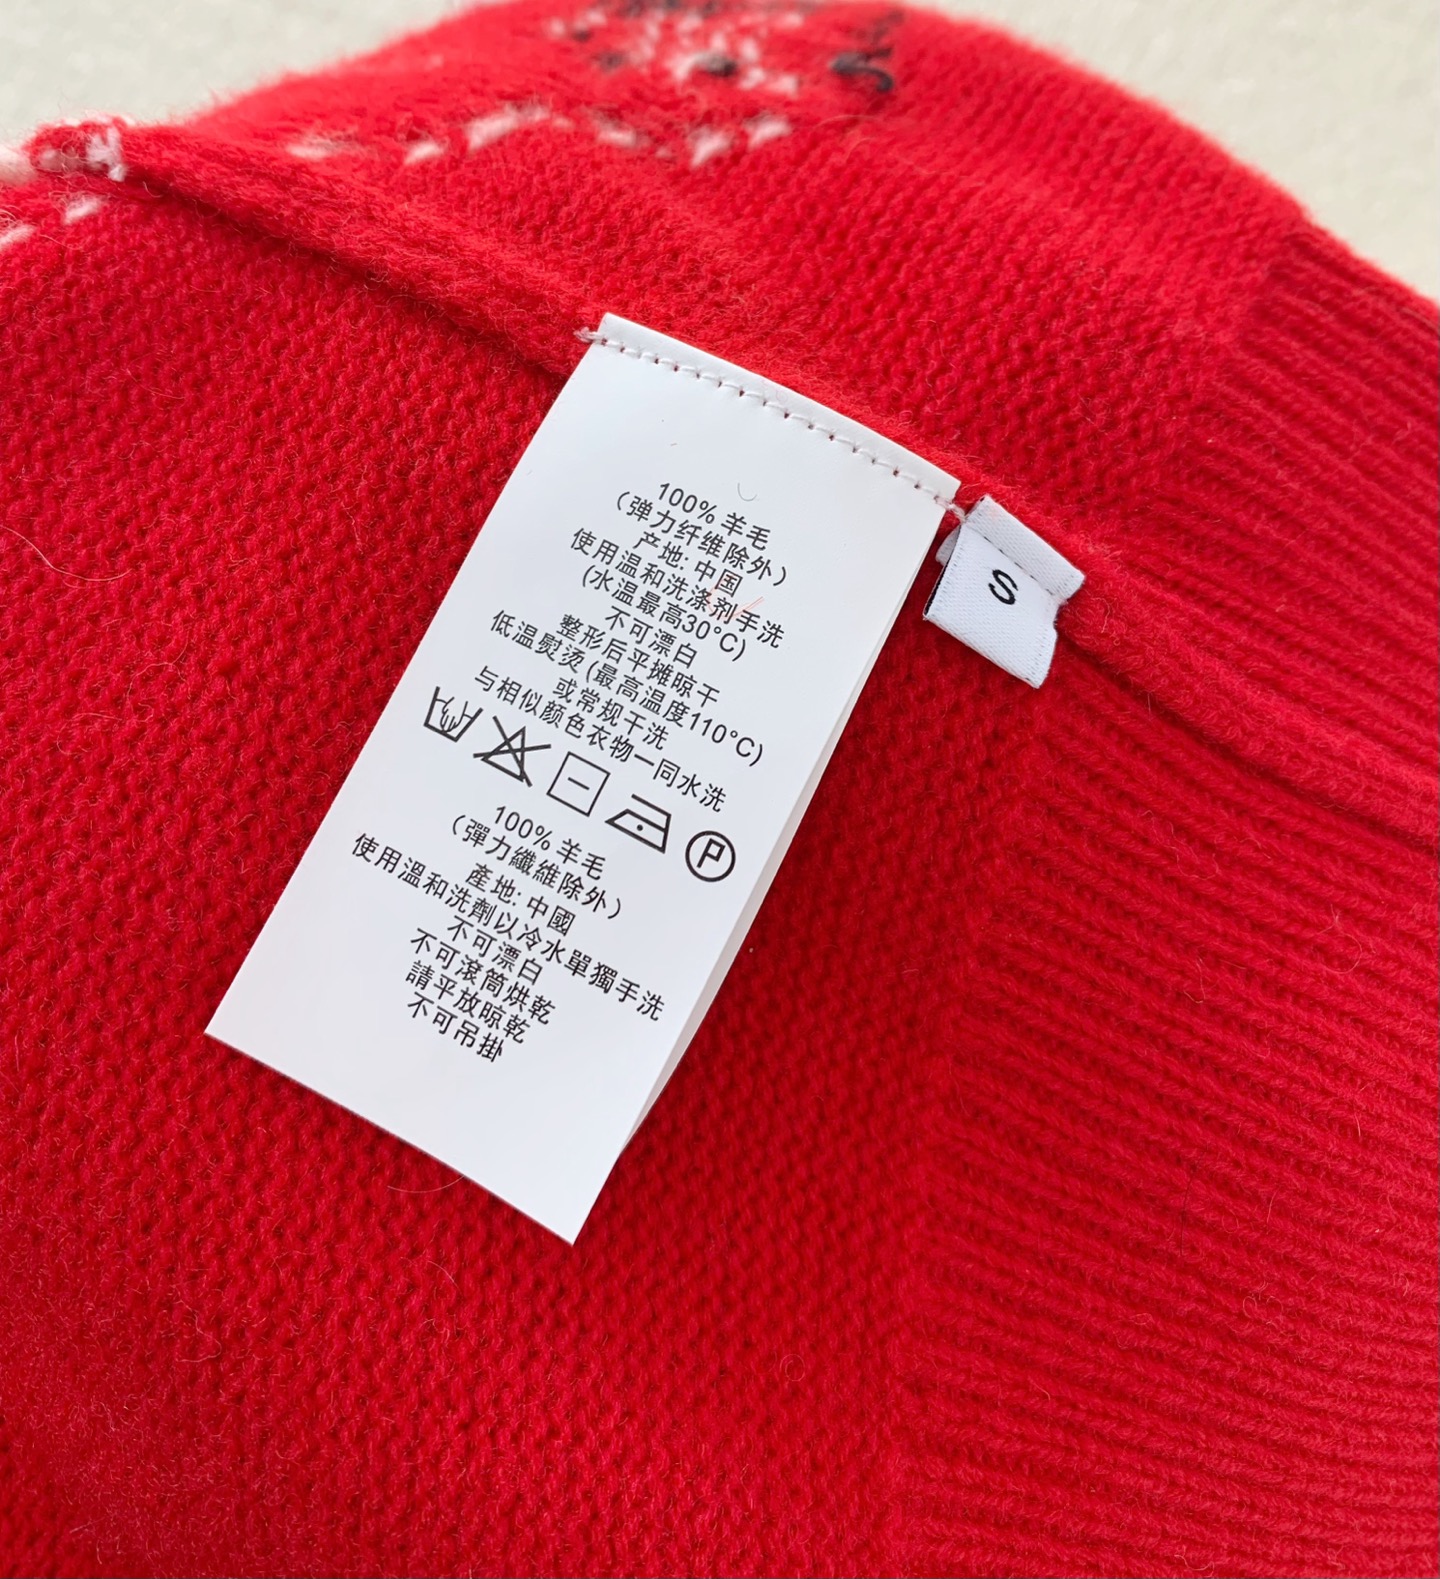 100% 羊毛
（弹力纤维除外）
产地: 中国
使用温和洗涤剂手洗
(水温最高30°C)
不可漂白
整形后平摊晾干
低温熨烫(最高温度110°C)
或常规干洗
与相似颜色衣物一同水洗
P
100% 羊毛
（彈力纖維除外）
產地: 中國
使用溫和洗劑以冷水單獨手洗
不可漂白
不可滾筒烘乾
請平放晾乾
不可吊掛
S